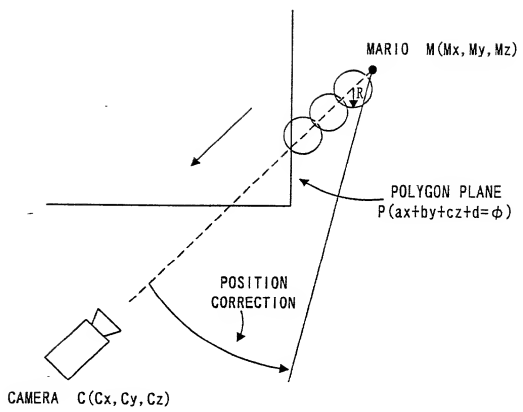 MARIO M(Mx,My,Mz)
R
POLYGON PLANE
P(ax+by+cz+d=ϕ)
POSITION
CORRECTION
CAMERA C(Cx,Cy,Cz)